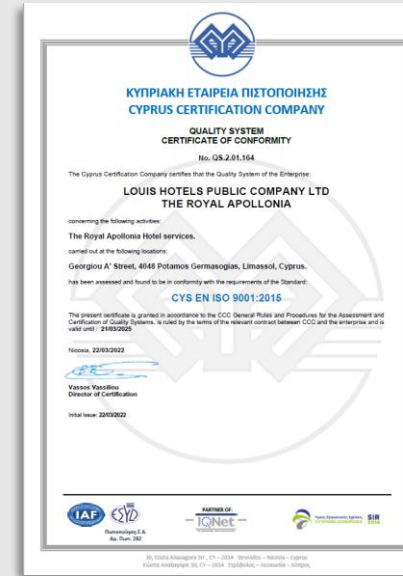 ΚΥΠΡΙΑΚΗ ΕΤΑΙΡΕΙΑ ΠΙΣΤΟΠΟΙΗΣΗΣ
CYPRUS CERTIFICATION COMPANY
QUALITY SYSTEM
CERTIFICATE OF CONFORMITY
No. QS.2.01.164
The Cyprus Certification Company certifies that the Quality System of the Enterprise:
LOUIS HOTELS PUBLIC COMPANY LTD
THE ROYAL APOLLONIA
concerning the following activities:
The Royal Apollonia Hotel services.
carried out at the following locations:
Georgiou A' Street, 4048 Potamos Germasogias, Limassol, Cyprus.
has been assessed and found to be in conformity with the requirements of the Standard:
CYS EN ISO 9001:2015
The present certificate is granted in accordance to the CCC General Rules and Procedures for the Assessment and
Certification of Quality Systems, is ruled by the terms of the relevant contract between CCC and the enterprise and is
valid until : 21/03/2025
Nicosia, 22/03/2022
Vassos Vassiliou
Director of Certification
Initial Issue: 22/03/2022
IAF
ΕΣΥΔ
Πιστοποίηση Σ.Δ.
Αρ. Πιστ. 282
PARTNER OF:
IQNet
SIR